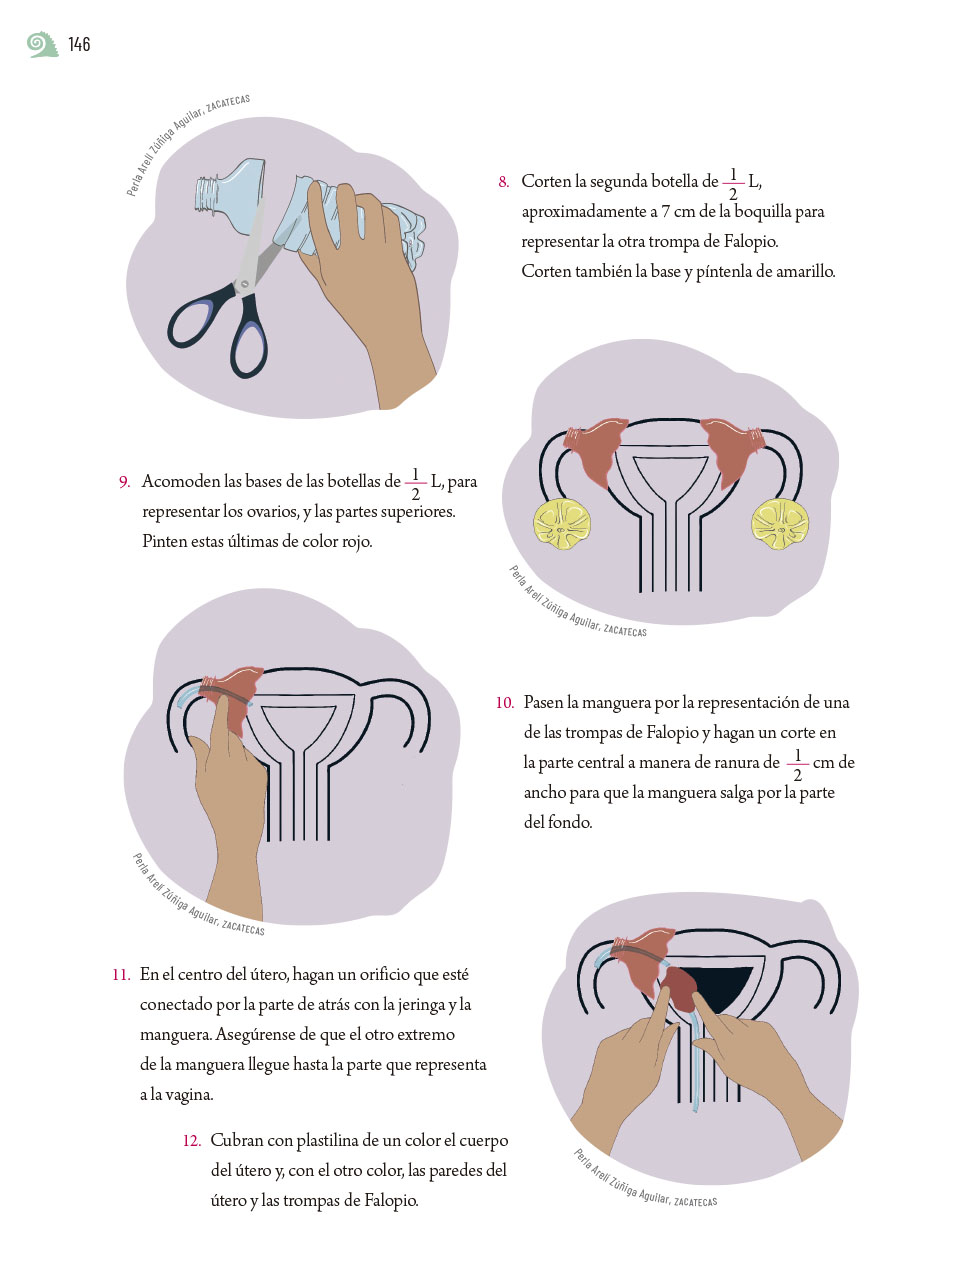 146
Perla Areli Zúñiga Aguilar, ZACATECAS
8. Corten la segunda botella de 1/2 L,
aproximadamente a 7 cm de la boquilla para
representar la otra trompa de Falopio.
Corten también la base y píntenla de amarillo.
9. Acomoden las bases de las botellas de 1/2 L, para
representar los ovarios, y las partes superiores.
Pinten estas últimas de color rojo.
Perla Areli Zúñiga Aguilar, ZACATECAS
10. Pasen la manguera por la representación de una
de las trompas de Falopio y hagan un corte en
la parte central a manera de ranura de 1/2 cm de
ancho para que la manguera salga por la parte
del fondo.
Perla Areli Zúñiga Aguilar, ZACATECAS
11. En el centro del útero, hagan un orificio que esté
conectado por la parte de atrás con la jeringa y la
manguera. Asegúrense de que el otro extremo
de la manguera llegue hasta la parte que representa
a la vagina.
12. Cubran con plastilina de un color el cuerpo
del útero y, con el otro color, las paredes del
útero y las trompas de Falopio.
Perla Areli Zúñiga Aguilar, ZACATECAS